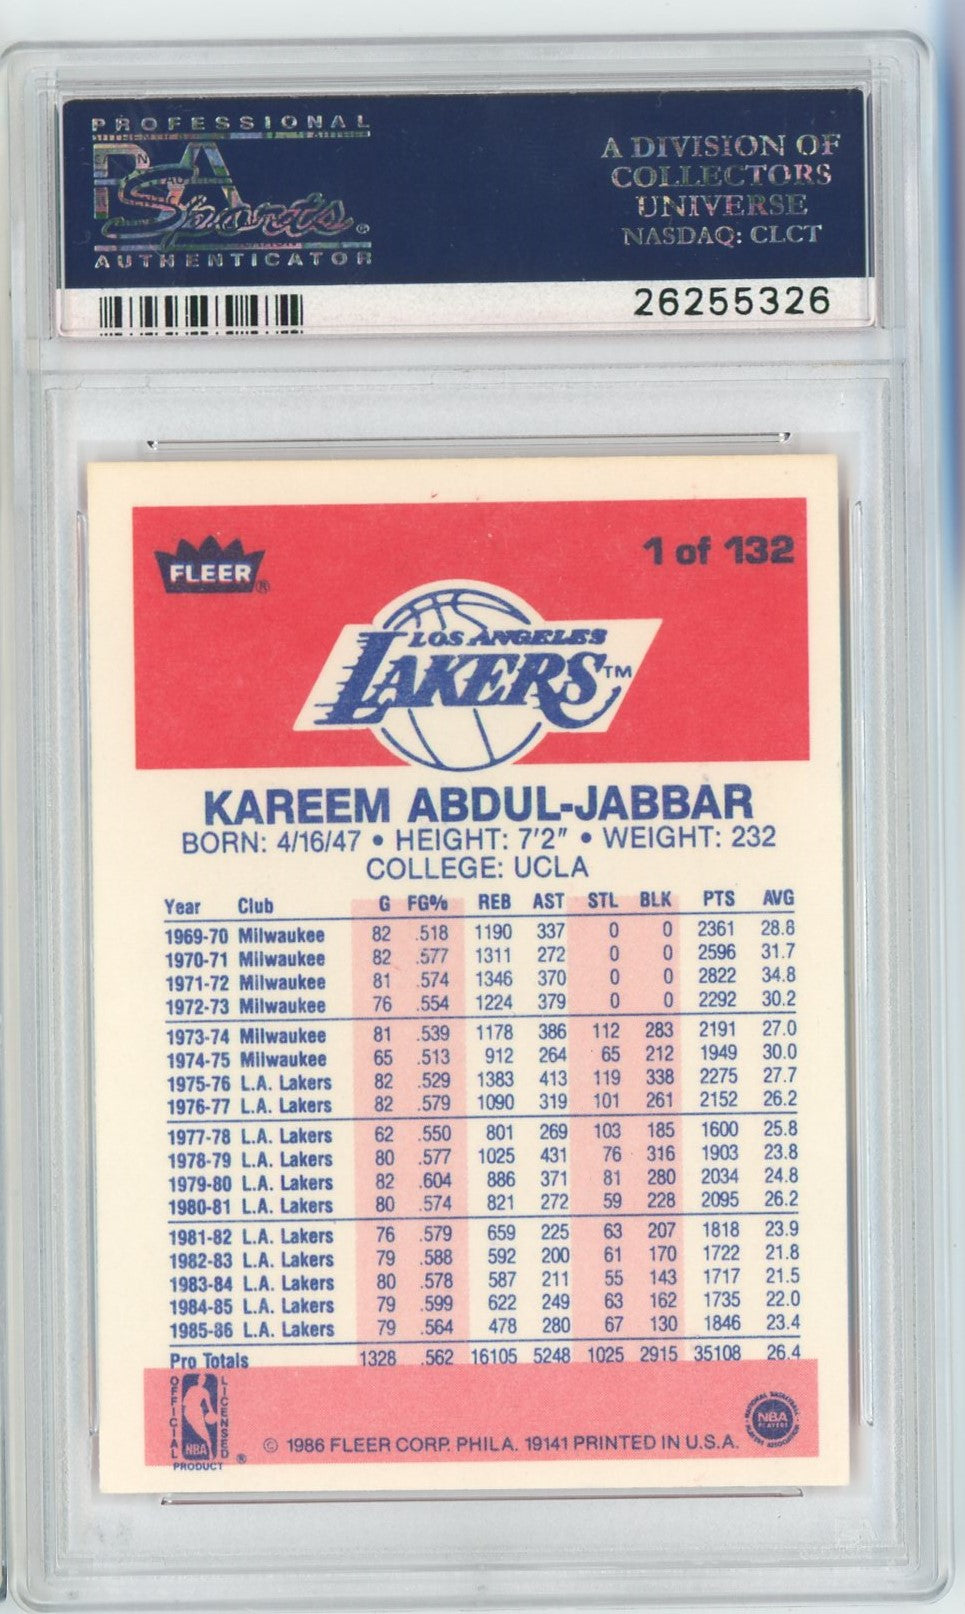 PROFESSIONAL
PSA
Sports®
AUTHENTICATOR
A DIVISION OF
COLLECTORS
UNIVERSE
NASDAQ: CLCT
26255326
FLEER®
1 of 132
LOS ANGELES
LAKERS™
KAREEM ABDUL-JABBAR
BORN: 4/16/47 • HEIGHT: 7'2" • WEIGHT: 232
COLLEGE: UCLA
Year Club G FG% REB AST STL BLK PTS AVG
1969-70 Milwaukee 82 .518 1190 337 0 0 2361 28.8
1970-71 Milwaukee 82 .577 1311 272 0 0 2596 31.7
1971-72 Milwaukee 81 .574 1346 370 0 0 2822 34.8
1972-73 Milwaukee 76 .554 1224 379 0 0 2292 30.2
1973-74 Milwaukee 81 .539 1178 386 112 283 2191 27.0
1974-75 Milwaukee 65 .513 912 264 65 212 1949 30.0
1975-76 L.A. Lakers 82 .529 1383 413 119 338 2275 27.7
1976-77 L.A. Lakers 82 .579 1090 319 101 261 2152 26.2
1977-78 L.A. Lakers 62 .550 801 269 103 185 1600 25.8
1978-79 L.A. Lakers 80 .577 1025 431 76 316 1903 23.8
1979-80 L.A. Lakers 82 .604 886 371 81 280 2034 24.8
1980-81 L.A. Lakers 80 .574 821 272 59 228 2095 26.2
1981-82 L.A. Lakers 76 .579 659 225 63 207 1818 23.9
1982-83 L.A. Lakers 79 .588 592 200 61 170 1722 21.8
1983-84 L.A. Lakers 80 .578 587 211 55 143 1717 21.5
1984-85 L.A. Lakers 79 .599 622 249 63 162 1735 22.0
1985-86 L.A. Lakers 79 .564 478 280 67 130 1846 23.4
Pro Totals 1328 .562 16105 5248 1025 2915 35108 26.4
OFFICIAL
LICENSED
NBA
PRODUCT ®
© 1986 FLEER CORP. PHILA. 19141 PRINTED IN U.S.A.
NATIONAL BASKETBALL
NBA
PLAYERS
PLAYERS ASSOCIATION